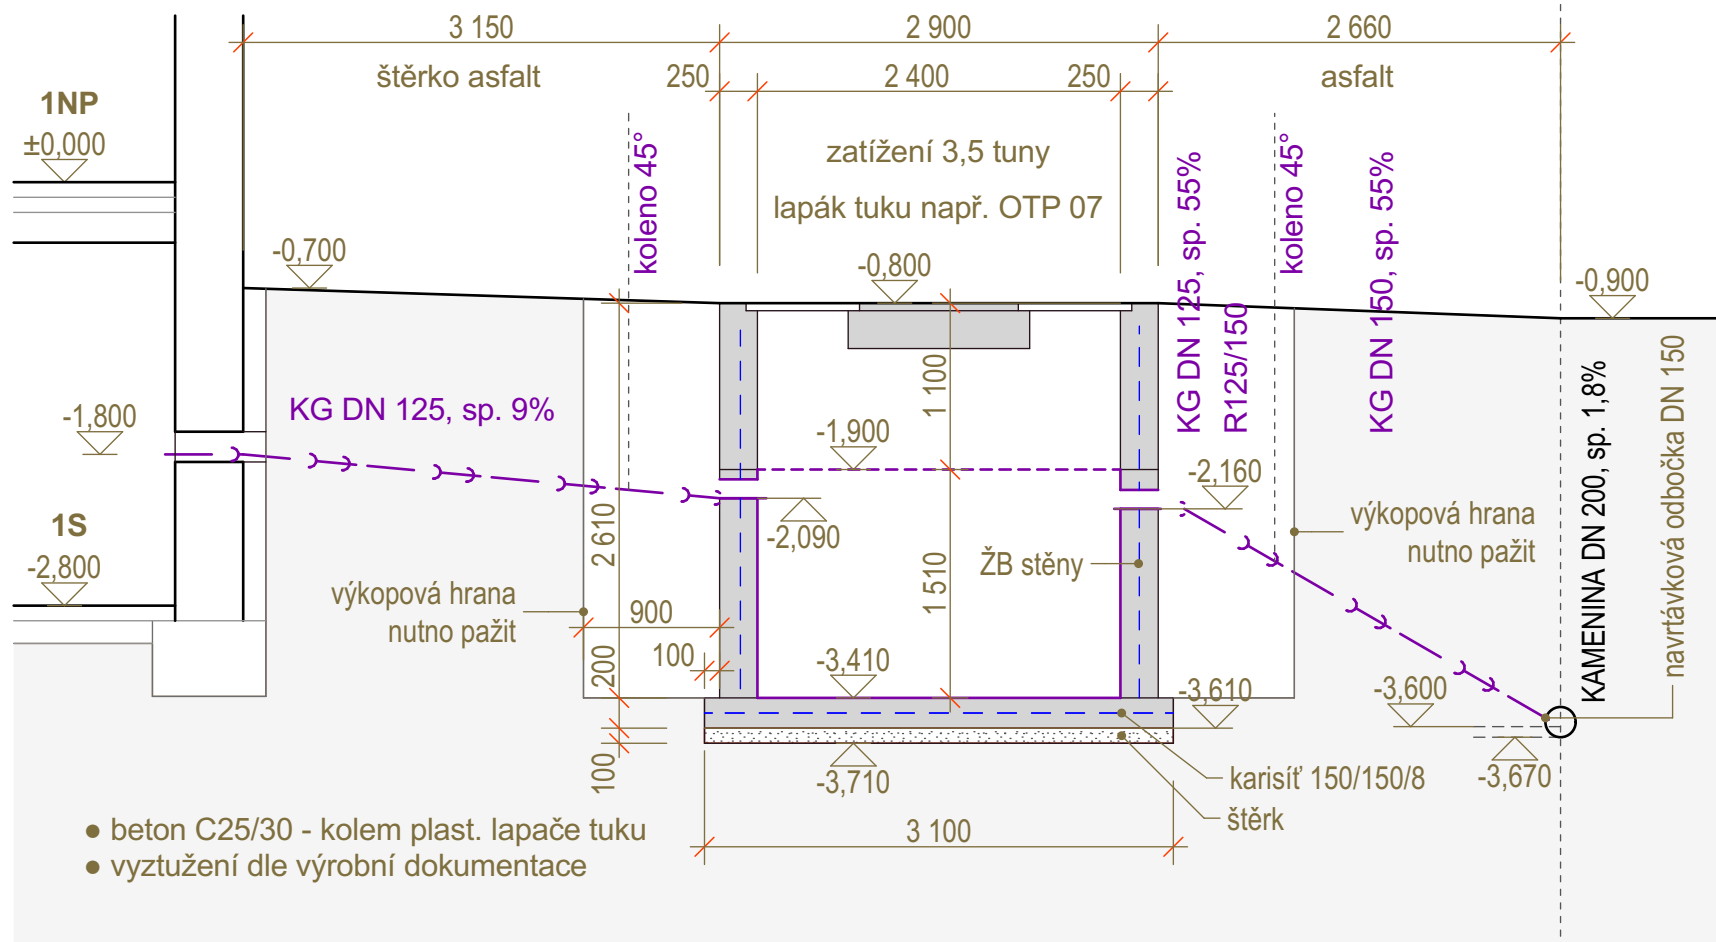 3 150
2 900
2 660
štěrko asfalt
250
2 400
250
asfalt
1NP
±0,000
koleno 45°
zatížení 3,5 tuny
lapák tuku např. OTP 07
KG DN 125, sp. 55%
R125/150
koleno 45°
KG DN 150, sp. 55%
-0,700
-0,800
-0,900
1 100
KG DN 125, sp. 9%
-1,800
-1,900
-2,160
KAMENINA DN 200, sp. 1,8%
navrtávková odbočka DN 150
1S
-2,800
2 610
-2,090
1 510
ŽB stěny
výkopová hrana
nutno pažit
výkopová hrana
nutno pažit
900
100
200
-3,410
-3,610
-3,600
100
-3,710
-3,670
karisíť 150/150/8
štěrk
3 100
● beton C25/30 - kolem plast. lapače tuku
● vyztužení dle výrobní dokumentace